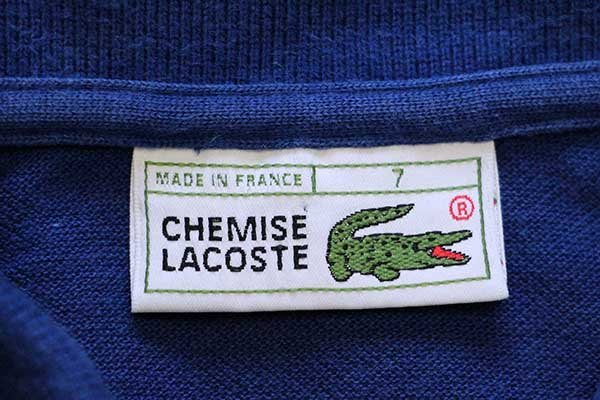 MADE IN FRANCE 7
CHEMISE
LACOSTE ®